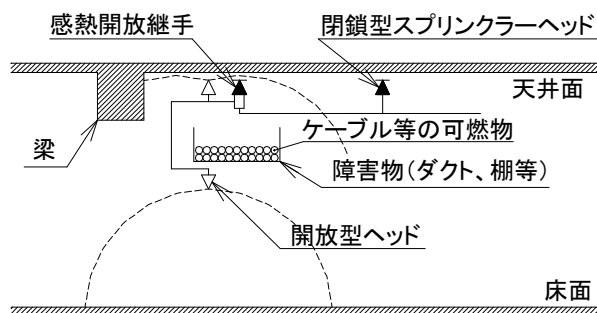 感熱開放継手
閉鎖型スプリンクラーヘッド
天井面
ケーブル等の可燃物
梁
障害物(ダクト、棚等)
開放型ヘッド
床面